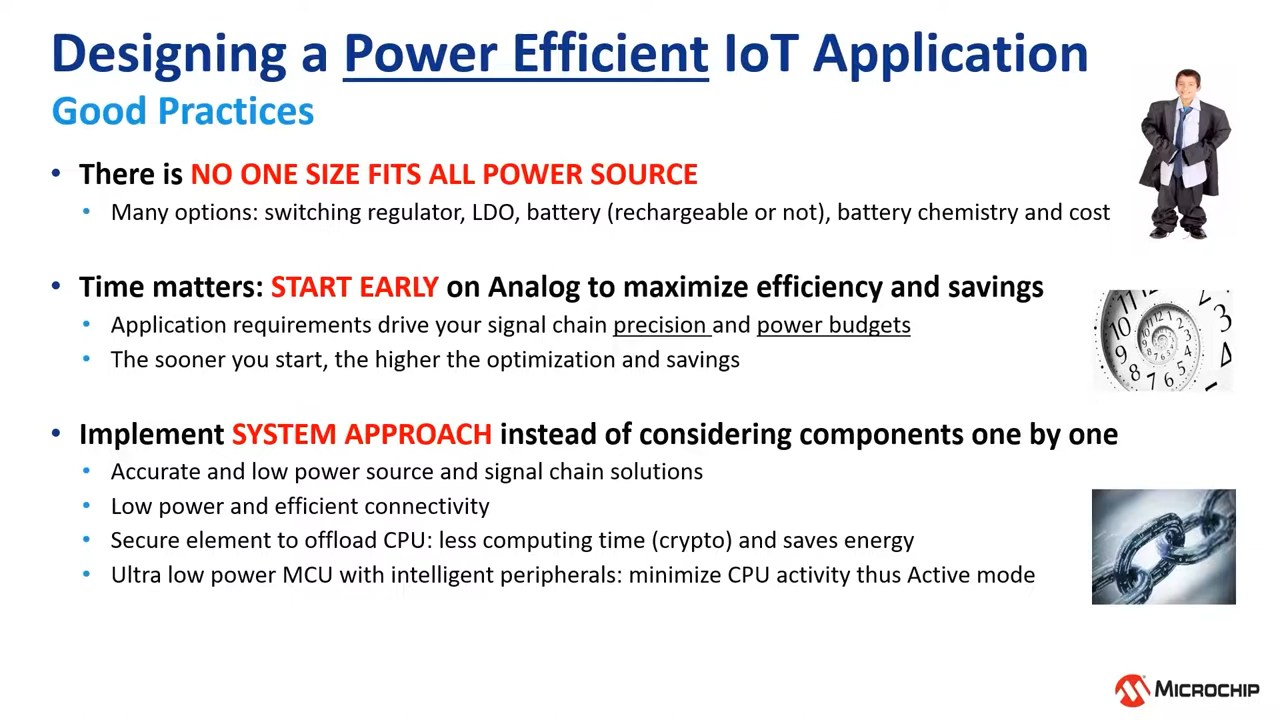 Designing a Power Efficient IoT Application
Good Practices
• There is NO ONE SIZE FITS ALL POWER SOURCE
• Many options: switching regulator, LDO, battery (rechargeable or not), battery chemistry and cost
• Time matters: START EARLY on Analog to maximize efficiency and savings
• Application requirements drive your signal chain precision and power budgets
• The sooner you start, the higher the optimization and savings
• Implement SYSTEM APPROACH instead of considering components one by one
• Accurate and low power source and signal chain solutions
• Low power and efficient connectivity
• Secure element to offload CPU: less computing time (crypto) and saves energy
• Ultra low power MCU with intelligent peripherals: minimize CPU activity thus Active mode
MICROCHIP